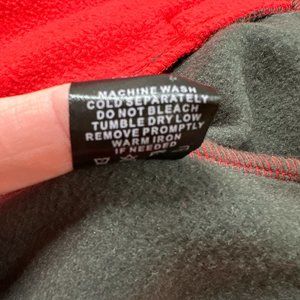 MACHINE WASH
COLD SEPARATELY
DO NOT BLEACH
TUMBLE DRY LOW
REMOVE PROMPTLY
WARM IRON
IF NEEDED